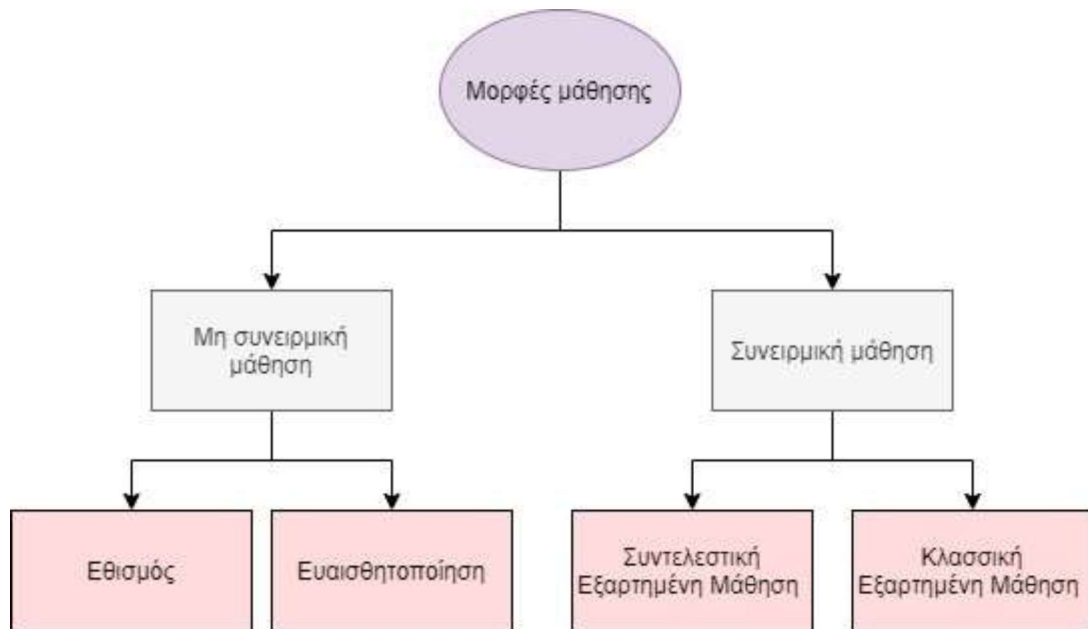 Μορφές μάθησης
Μη συνειρμική
μάθηση
Συνειρμική μάθηση
Εθισμός
Ευαισθητοποίηση
Συντελεστική
Εξαρτημένη Μάθηση
Κλασσική
Εξαρτημένη Μάθηση